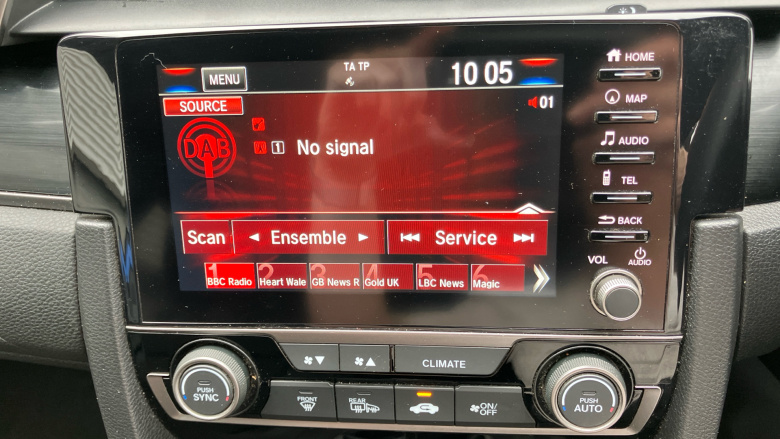 TA TP
MENU
10 05
SOURCE
01
DAB
1 No signal
Scan
Ensemble
Service
1 2 3 4 5 6
BBC Radio
Heart Wale
GB News R
Gold UK
LBC News
Magic
HOME
MAP
AUDIO
TEL
BACK
VOL
AUDIO
CLIMATE
PUSH
SYNC
FRONT
REAR
ON/
OFF
PUSH
AUTO